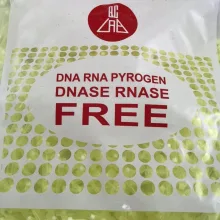 DNA RNA PYROGEN
DNASE RNASE
FREE